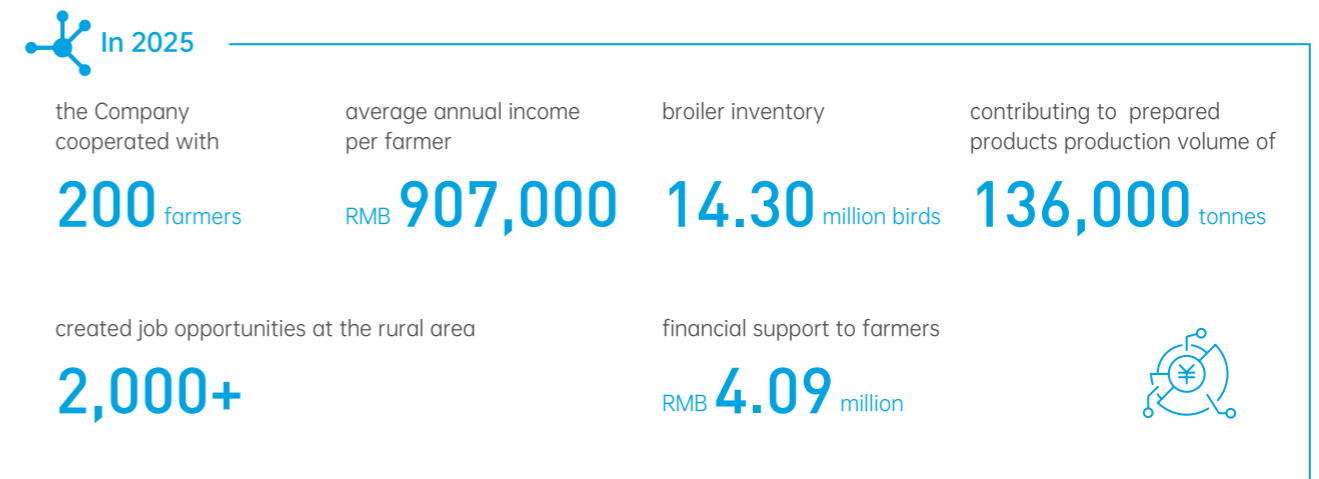 In 2025
the Company
cooperated with
200 farmers
average annual income
per farmer
RMB 907,000
broiler inventory
14.30 million birds
contributing to  prepared
products production volume of
136,000 tonnes
created job opportunities at the rural area
2,000+
financial support to farmers
RMB 4.09 million
¥